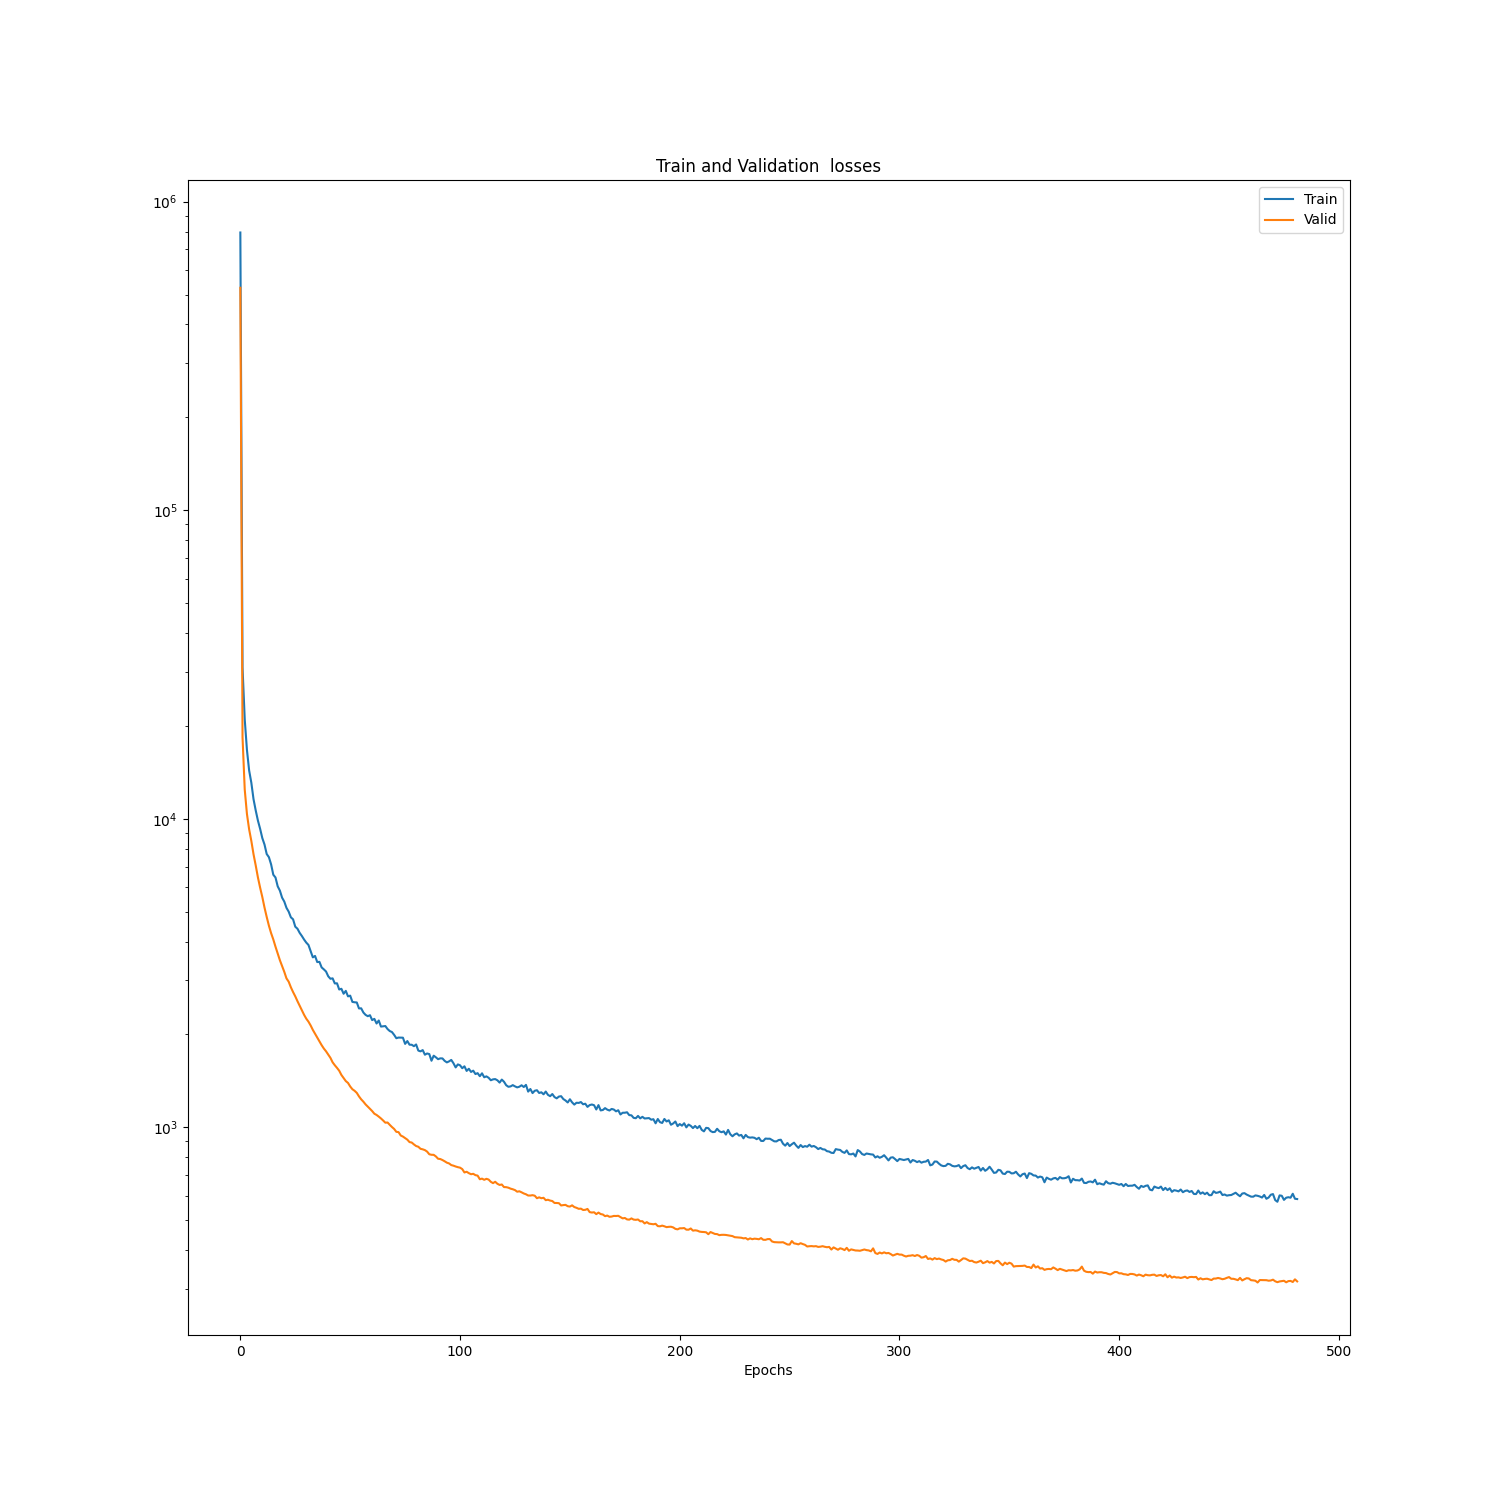 Train and Validation  losses
Train
Valid
10⁶
10⁵
10⁴
10³
0 100 200 300 400 500
Epochs